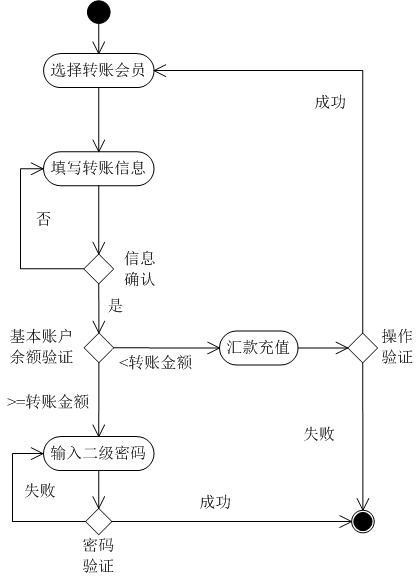 选择转账会员
成功
填写转账信息
否
信息
确认
是
基本账户
余额验证
<转账金额
汇款充值
操作
验证
>=转账金额
失败
输入二级密码
失败
成功
密码
验证